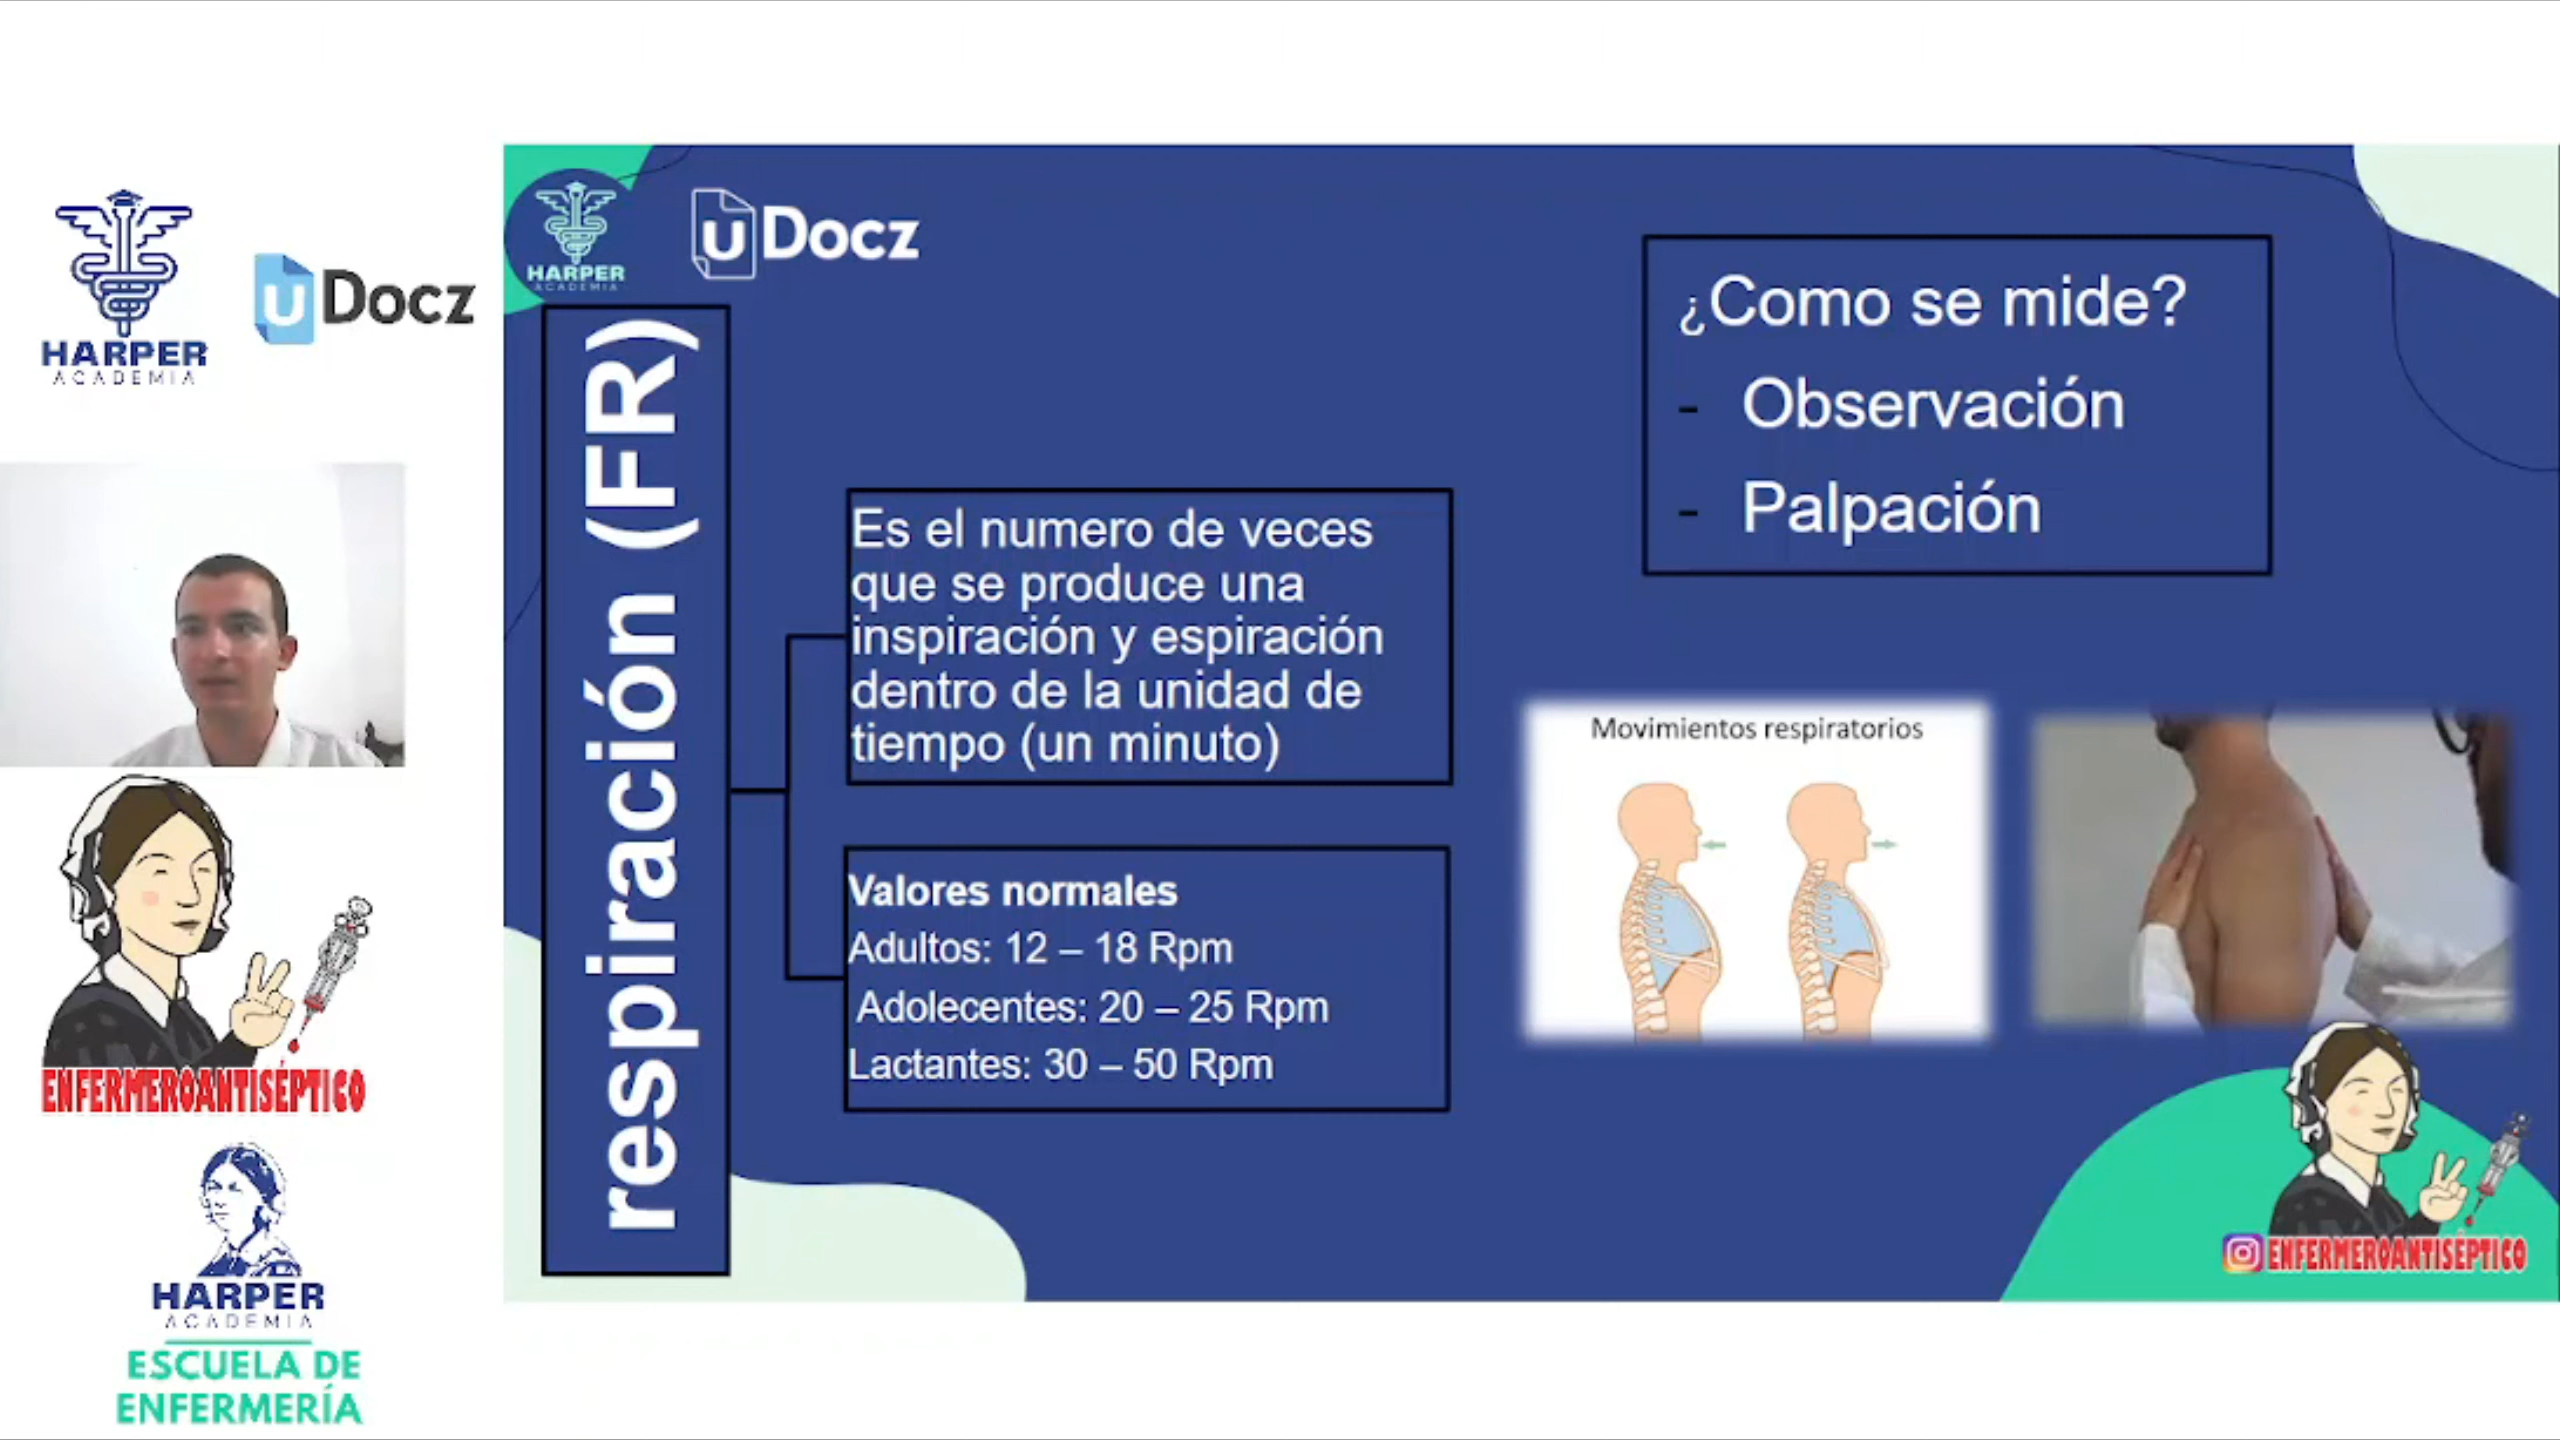 HARPER
ACADEMIA
uDocz
ENFERMEROANTISÉPTICO
HARPER
ACADEMIA
ESCUELA DE
ENFERMERÍA
HARPER
ACADEMIA
uDocz
respiración (FR)
Es el numero de veces
que se produce una
inspiración y espiración
dentro de la unidad de
tiempo (un minuto)
Valores normales
Adultos: 12 – 18 Rpm
Adolecentes: 20 – 25 Rpm
Lactantes: 30 – 50 Rpm
¿Como se mide?
- Observación
- Palpación
Movimientos respiratorios
ENFERMEROANTISÉPTICO